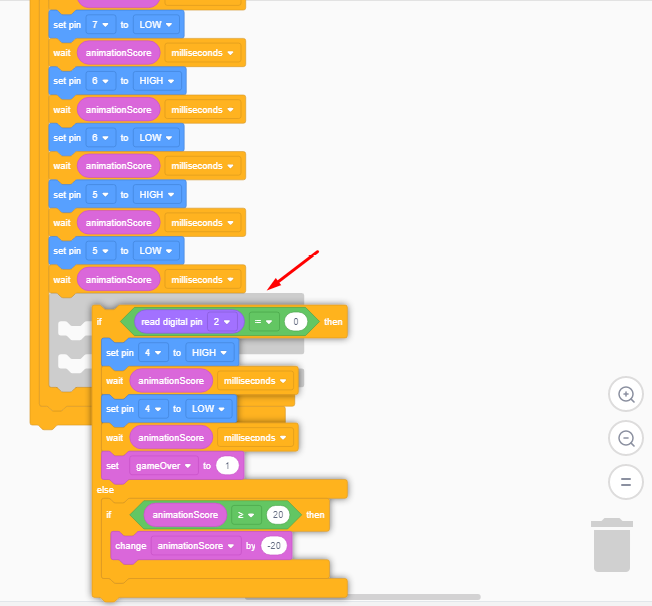 set pin 7 to LOW
wait animationScore milliseconds
set pin 6 to HIGH
wait animationScore milliseconds
set pin 6 to LOW
wait animationScore milliseconds
set pin 5 to HIGH
wait animationScore milliseconds
set pin 5 to LOW
wait animationScore milliseconds
if read digital pin 2 = 0 then
set pin 4 to HIGH
wait animationScore milliseconds
set pin 4 to LOW
wait animationScore milliseconds
set gameOver to 1
else
if animationScore ≥ 20 then
change animationScore by -20